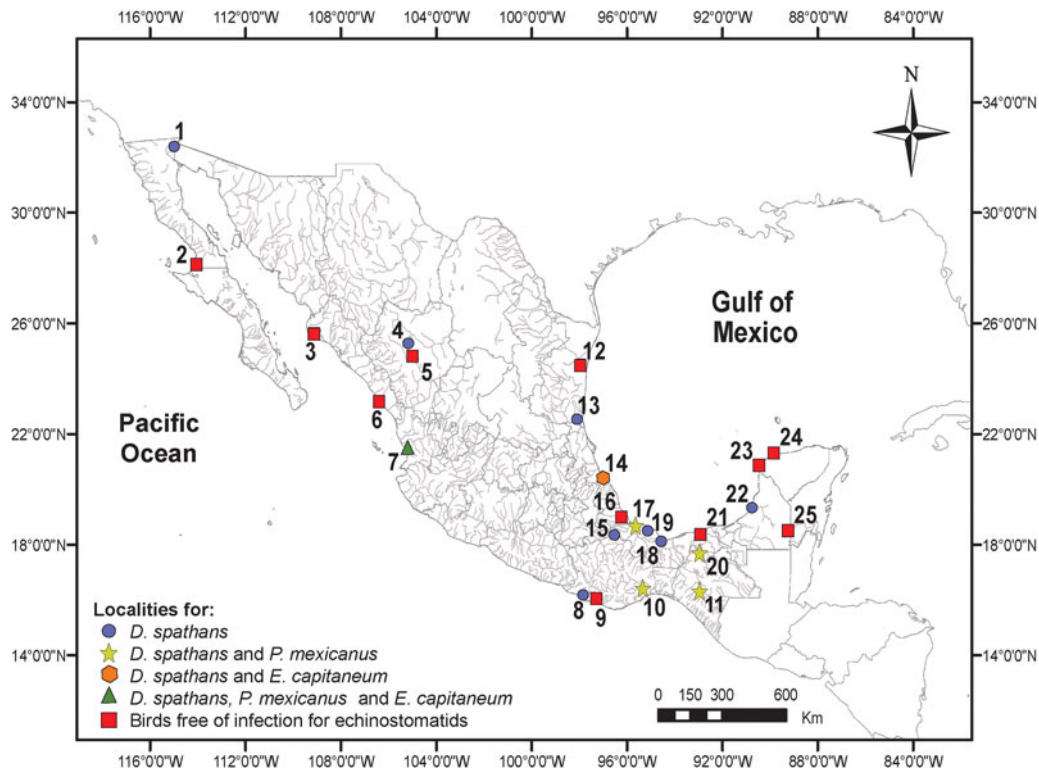 116°0'0"W 112°0'0"W 108°0'0"W 104°0'0"W 100°0'0"W 96°0'0"W 92°0'0"W 88°0'0"W 84°0'0"W
N
34°0'0"N 34°0'0"N
1
30°0'0"N 30°0'0"N
2
Gulf of
Mexico
26°0'0"N 26°0'0"N
3 4 5 12
6 13
Pacific
Ocean
22°0'0"N 22°0'0"N
7 14 23 24
16 17 22
15 19 21 25
18°0'0"N 18 18°0'0"N
20
8 9 10 11
Localities for:
D. spathans
14°0'0"N 14°0'0"N
D. spathans and P. mexicanus
D. spathans and E. capitaneum
D. spathans, P. mexicanus and E. capitaneum
Birds free of infection for echinostomatids
0 150 300 600
Km
116°0'0"W 112°0'0"W 108°0'0"W 104°0'0"W 100°0'0"W 96°0'0"W 92°0'0"W 88°0'0"W 84°0'0"W